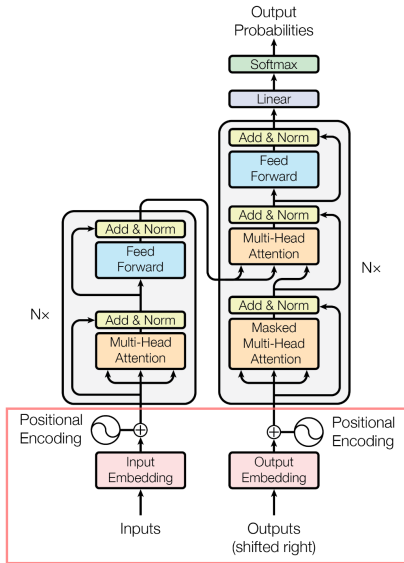 Output
Probabilities
Softmax
Linear
Add & Norm
Feed
Forward
Add & Norm
Multi-Head
Attention
Nx
Add & Norm
Masked
Multi-Head
Attention
Add & Norm
Feed
Forward
N×
Add & Norm
Multi-Head
Attention
Positional
Encoding
Input
Embedding
Inputs
Positional
Encoding
Output
Embedding
Outputs
(shifted right)